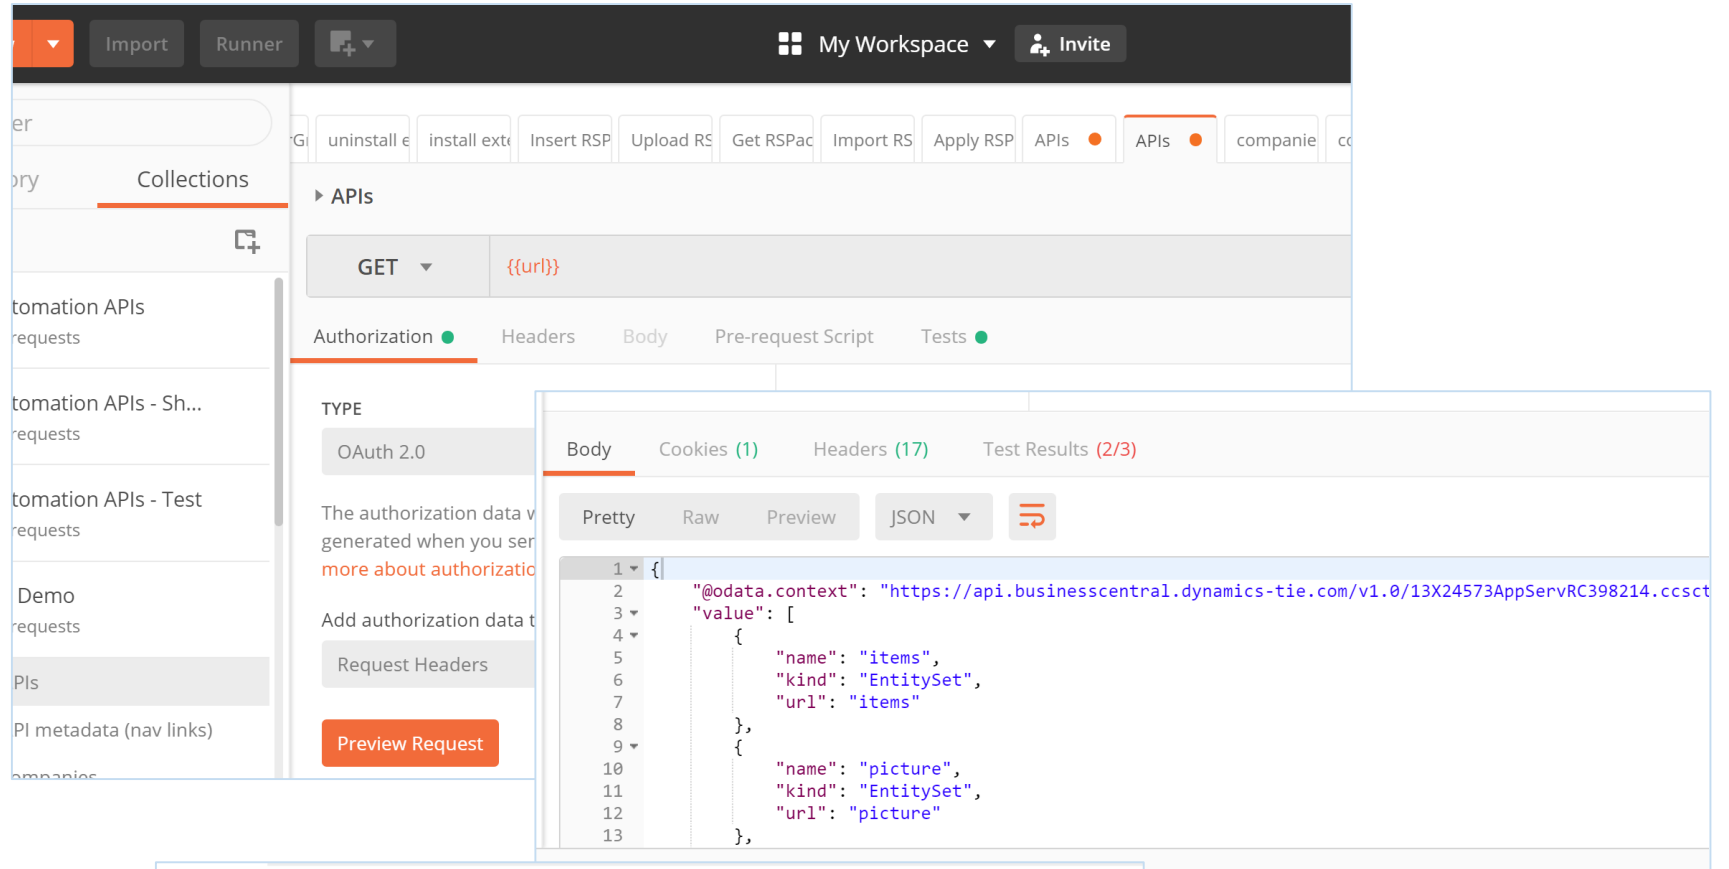 Import Runner My Workspace Invite
er
ory Collections
uninstall e install exte Insert RSP Upload RS Get RSPac Import RS Apply RSP APIs APIs companie
APIs
GET {{url}}
Authorization Headers Body Pre-request Script Tests
tomation APIs
requests
tomation APIs - Sh...
requests
tomation APIs - Test
requests
Demo
requests
PIs
PI metadata (nav links)
ompanies
TYPE
OAuth 2.0
The authorization data w
generated when you ser
more about authorizatio
Add authorization data t
Request Headers
Preview Request
Body Cookies (1) Headers (17) Test Results (2/3)
Pretty Raw Preview JSON
1 {
2 "@odata.context": "https://api.businesscentral.dynamics-tie.com/v1.0/13X24573AppServRC398214.ccsct
3 "value": [
4 {
5 "name": "items",
6 "kind": "EntitySet",
7 "url": "items"
8 },
9 {
10 "name": "picture",
11 "kind": "EntitySet",
12 "url": "picture"
13 },